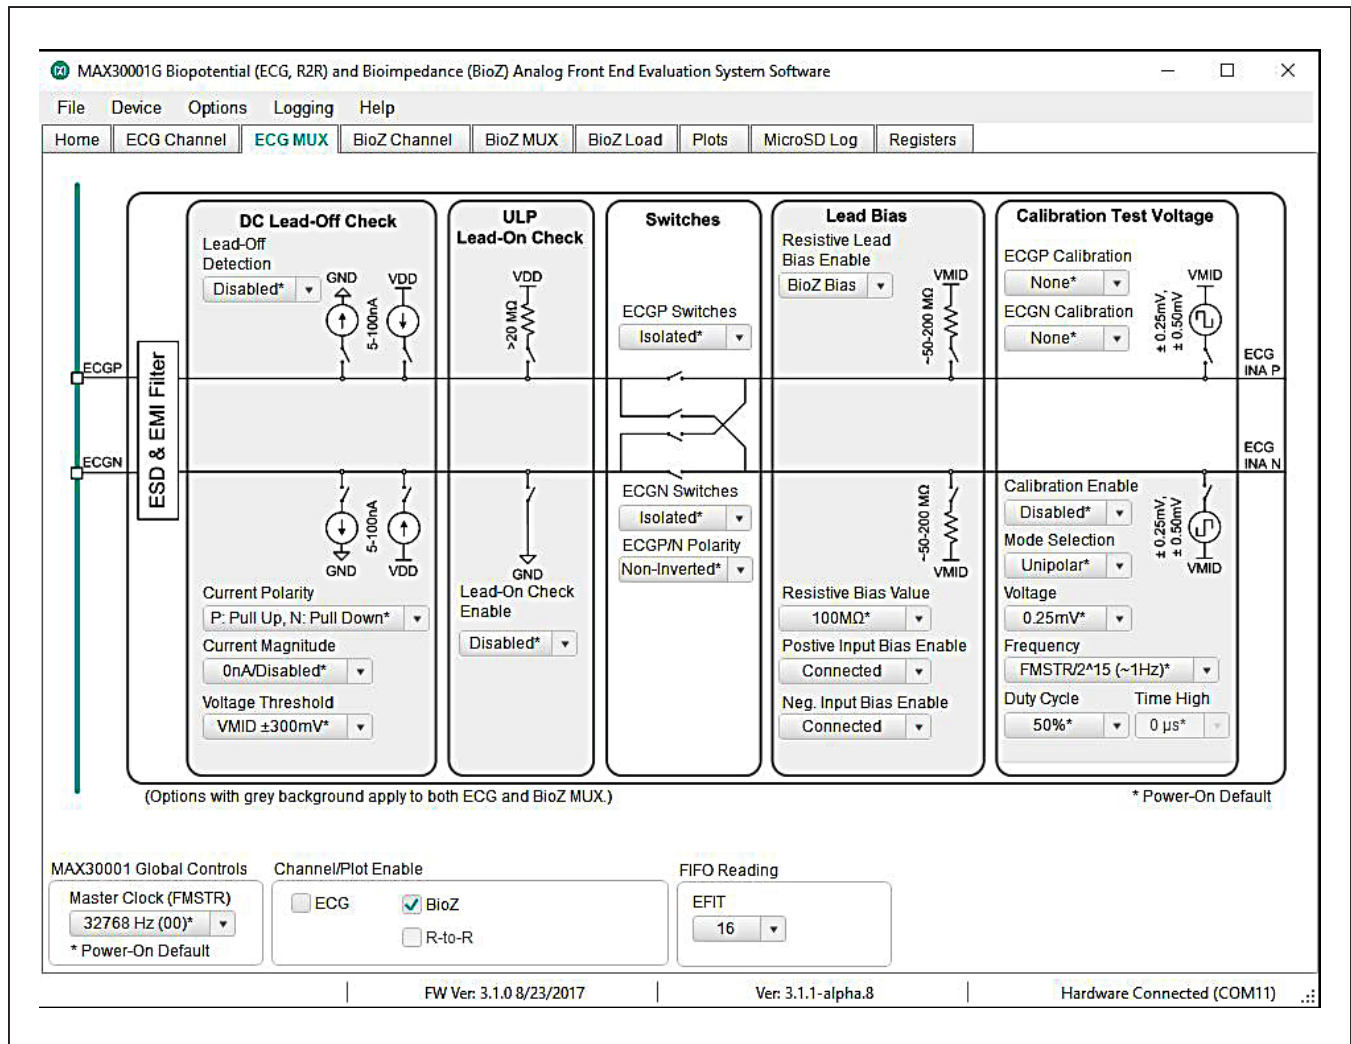 MAX30001G Biopotential (ECG, R2R) and Bioimpedance (BioZ) Analog Front End Evaluation System Software
File Device Options Logging Help
Home ECG Channel ECG MUX BioZ Channel BioZ MUX BioZ Load Plots MicroSD Log Registers
DC Lead-Off Check
Lead-Off
Detection
Disabled*
GND
VDD
5-100nA
ULP
Lead-On Check
VDD
>20 MΩ
Switches
ECGP Switches
Isolated*
Lead Bias
Resistive Lead
Bias Enable
BioZ Bias
VMID
~50-200 MΩ
Calibration Test Voltage
ECGP Calibration
None*
ECGN Calibration
None*
VMID
± 0.25mV,
± 0.50mV
ECGP
ECG
INA P
ESD & EMI Filter
ECGN
ECG
INA N
5-100nA
GND
VDD
Current Polarity
P: Pull Up, N: Pull Down*
Current Magnitude
0nA/Disabled*
Voltage Threshold
VMID ±300mV*
GND
Lead-On Check
Enable
Disabled*
ECGN Switches
Isolated*
ECGP/N Polarity
Non-Inverted*
~50-200 MΩ
VMID
Resistive Bias Value
100MΩ*
Postive Input Bias Enable
Connected
Neg. Input Bias Enable
Connected
Calibration Enable
Disabled*
Mode Selection
Unipolar*
± 0.25mV,
± 0.50mV
VMID
Voltage
0.25mV*
Frequency
FMSTR/2^15 (~1Hz)*
Duty Cycle Time High
50%* 0 µs*
(Options with grey background apply to both ECG and BioZ MUX.)
* Power-On Default
MAX30001 Global Controls
Master Clock (FMSTR)
32768 Hz (00)*
* Power-On Default
Channel/Plot Enable
ECG BioZ
R-to-R
FIFO Reading
EFIT
16
FW Ver: 3.1.0 8/23/2017 Ver: 3.1.1-alpha.8 Hardware Connected (COM11)